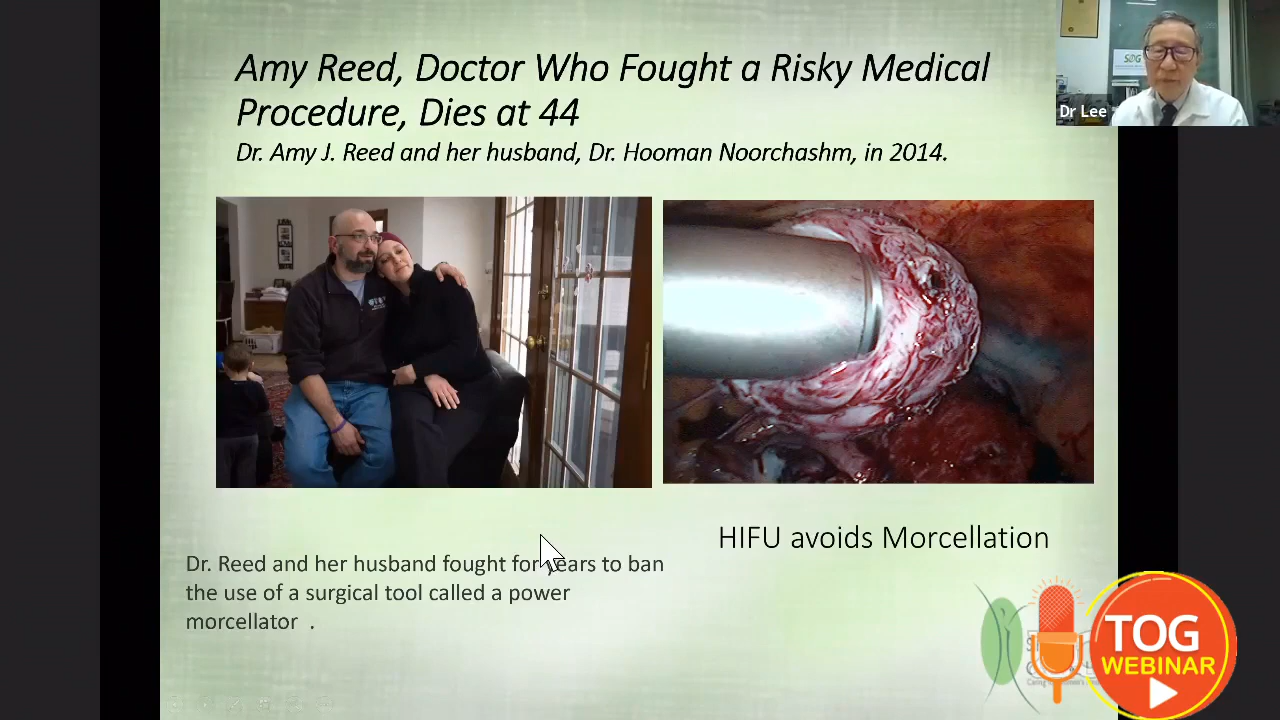 Amy Reed, Doctor Who Fought a Risky Medical
Procedure, Dies at 44
Dr. Amy J. Reed and her husband, Dr. Hooman Noorchashm, in 2014.
Dr Lee
HIFU avoids Morcellation
Dr. Reed and her husband fought for years to ban
the use of a surgical tool called a power
morcellator .
TOG
WEBINAR